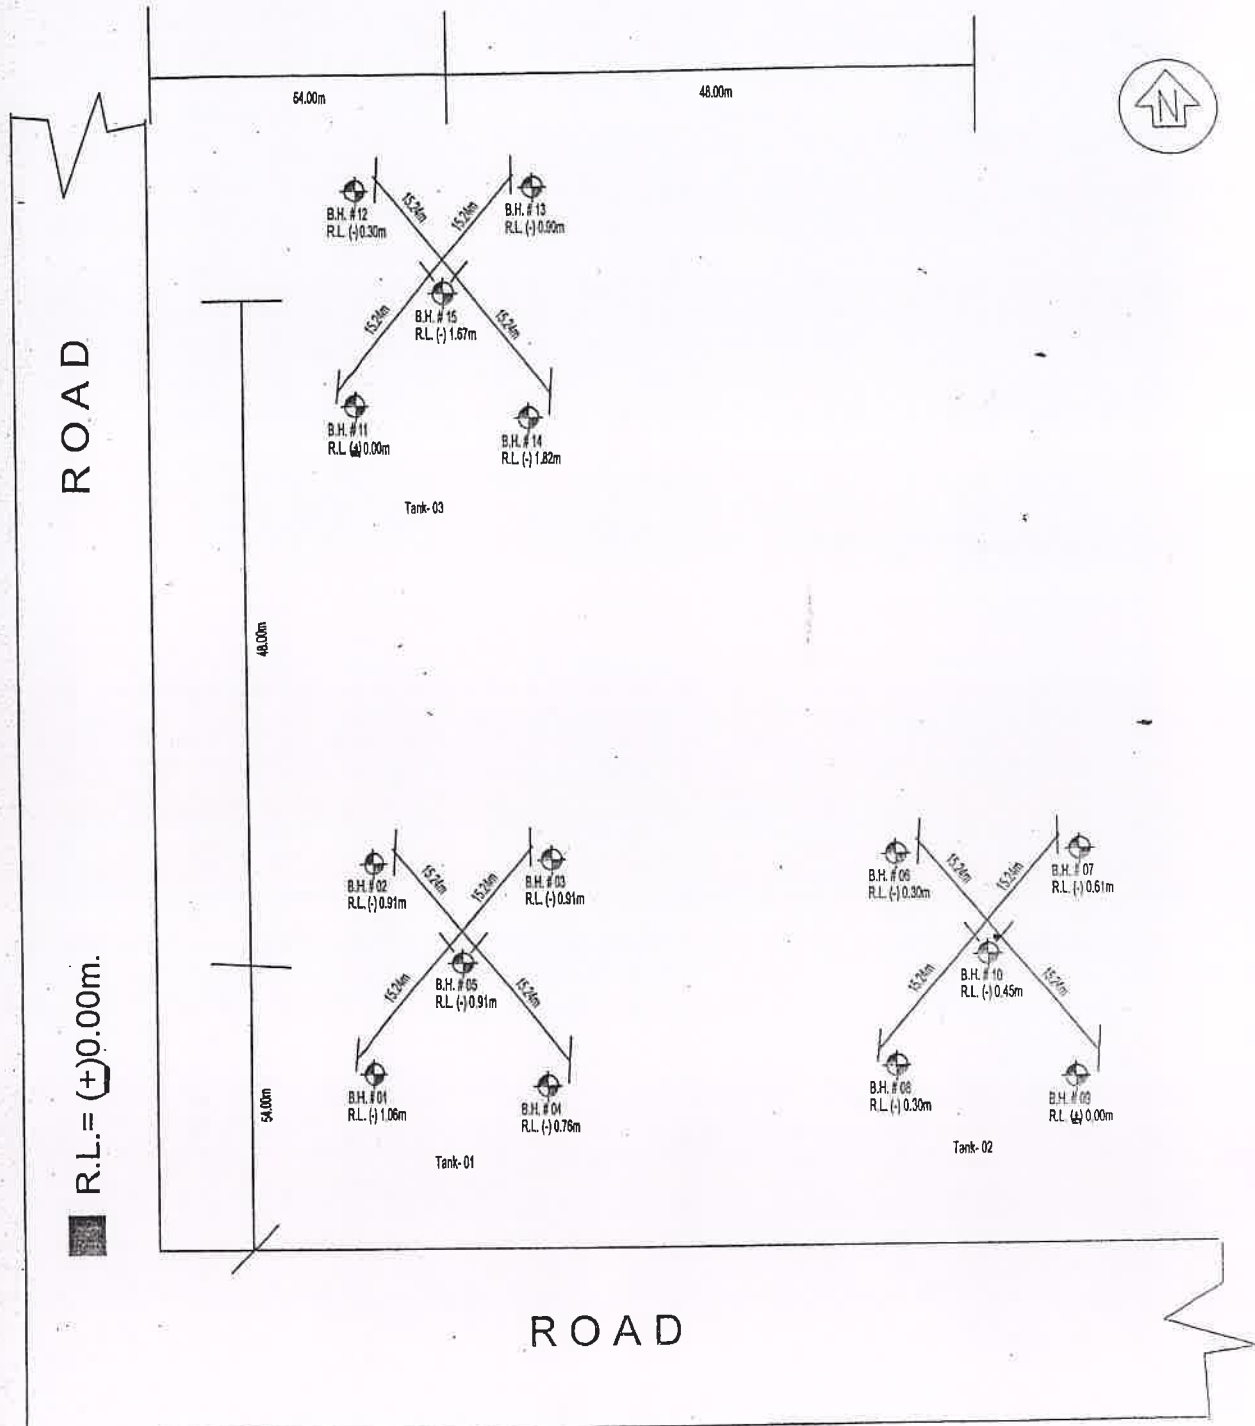 54.00m
48.00m
N
B.H. #12
R.L. (-) 0.30m
15.24m
15.24m
B.H. # 13
R.L. (-) 0.90m
15.24m
15.24m
B.H. # 15
R.L. (-) 1.67m
B.H. # 11
R.L. (±) 0.00m
B.H. # 14
R.L. (-) 1.82m
Tank- 03
ROAD
48.00m
B.H. # 02
R.L. (-) 0.91m
15.24m
15.24m
B.H. # 03
R.L. (-) 0.91m
15.24m
15.24m
B.H. # 05
R.L. (-) 0.91m
B.H. # 01
R.L. (-) 1.06m
B.H. # 04
R.L. (-) 0.76m
Tank- 01
B.H. # 06
R.L. (-) 0.30m
15.24m
15.24m
B.H. # 07
R.L. (-) 0.61m
15.24m
15.24m
B.H. # 10
R.L. (-) 0.45m
B.H. # 08
R.L. (-) 0.30m
B.H. # 09
R.L. (±) 0.00m
Tank- 02
54.00m
R.L.= (±)0.00m.
ROAD